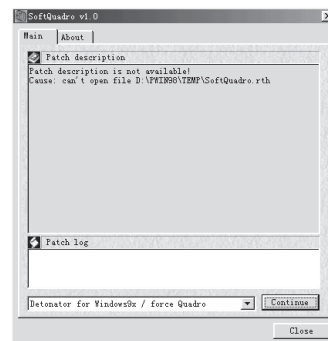 SoftQuadro v1.0
Main About
Patch description
Patch description is not available!
Cause: can't open file D:\PWIN98\TEMP\SoftQuadro.rth
Patch log
Detonator for Windows9x / force Quadro Continue
Close